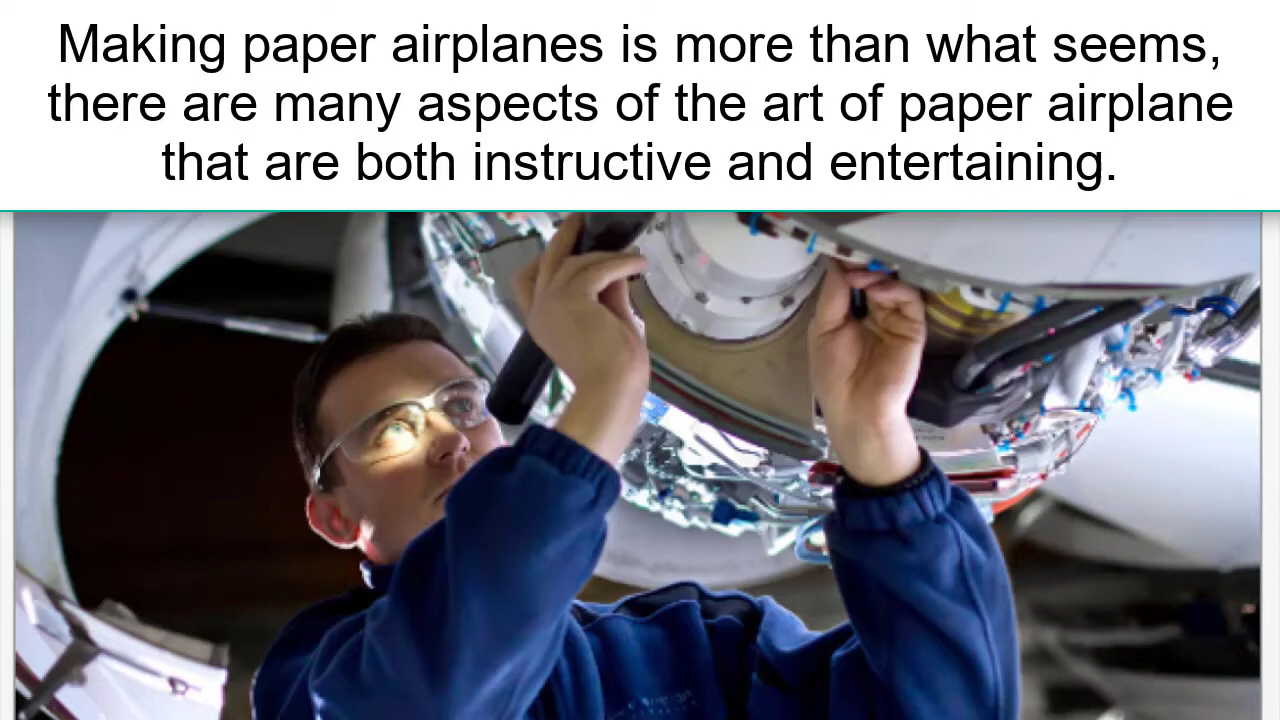 Making paper airplanes is more than what seems,
there are many aspects of the art of paper airplane
that are both instructive and entertaining.